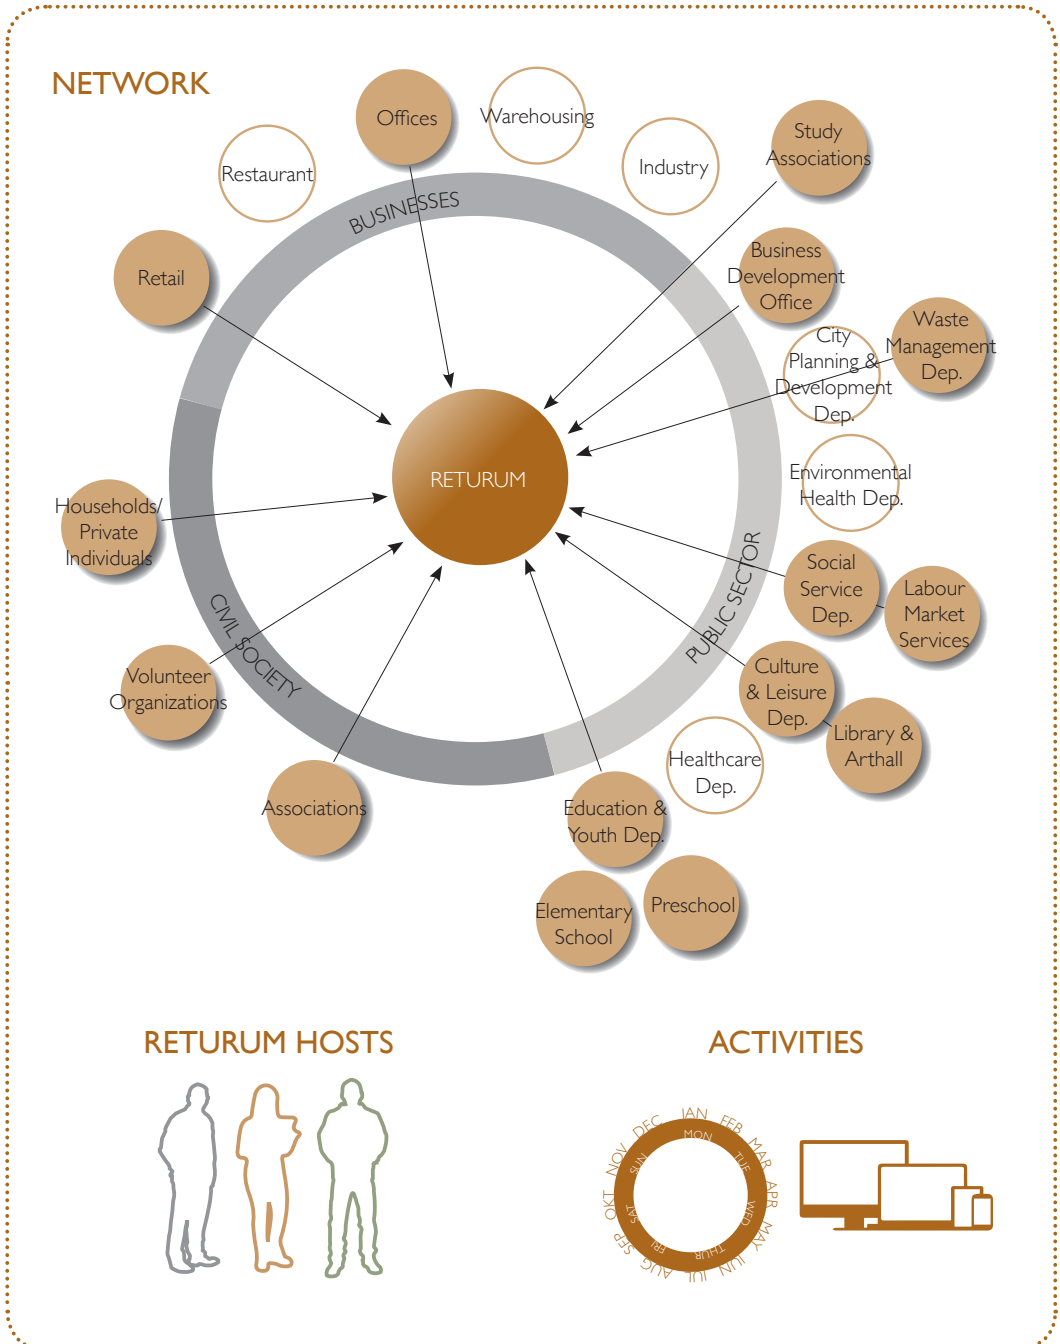 NETWORK
Offices
Warehousing
Restaurant
Industry
Study
Associations
BUSINESSES
Retail
Business
Development
Office
City
Planning &
Development
Dep.
Waste
Management
Dep.
RETURUM
Environmental
Health Dep.
Households/
Private
Individuals
Social
Service
Dep.
Labour
Market
Services
PUBLIC SECTOR
CIVIL SOCIETY
Volunteer
Organizations
Culture
& Leisure
Dep.
Library &
Arthall
Healthcare
Dep.
Associations
Education &
Youth Dep.
Elementary
School
Preschool
RETURUM HOSTS
ACTIVITIES
JAN
FEB
MAR
APR
MAY
JUN
JUL
AUG
SEP
OKT
NOV
DEC
MON
TUE
WED
THUR
FRI
SAT
SUN